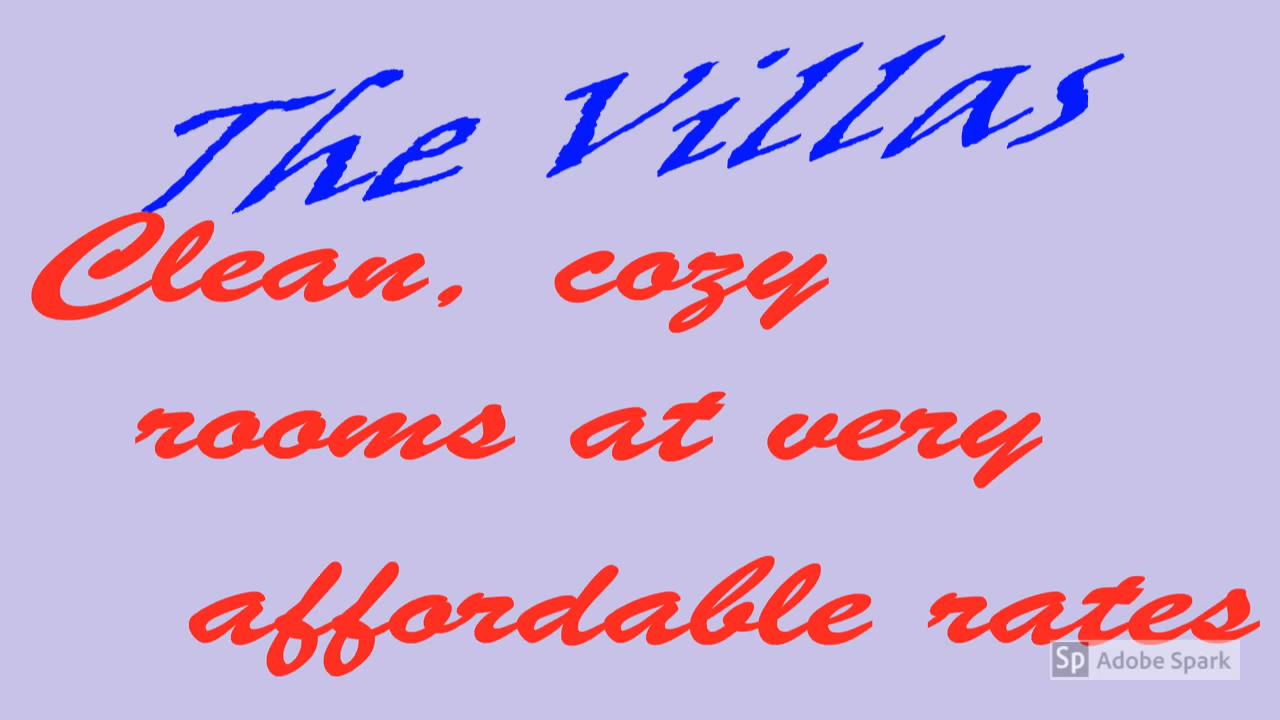 The Villas
Clean, cozy
rooms at very
affordable rates
Sp Adobe Spark